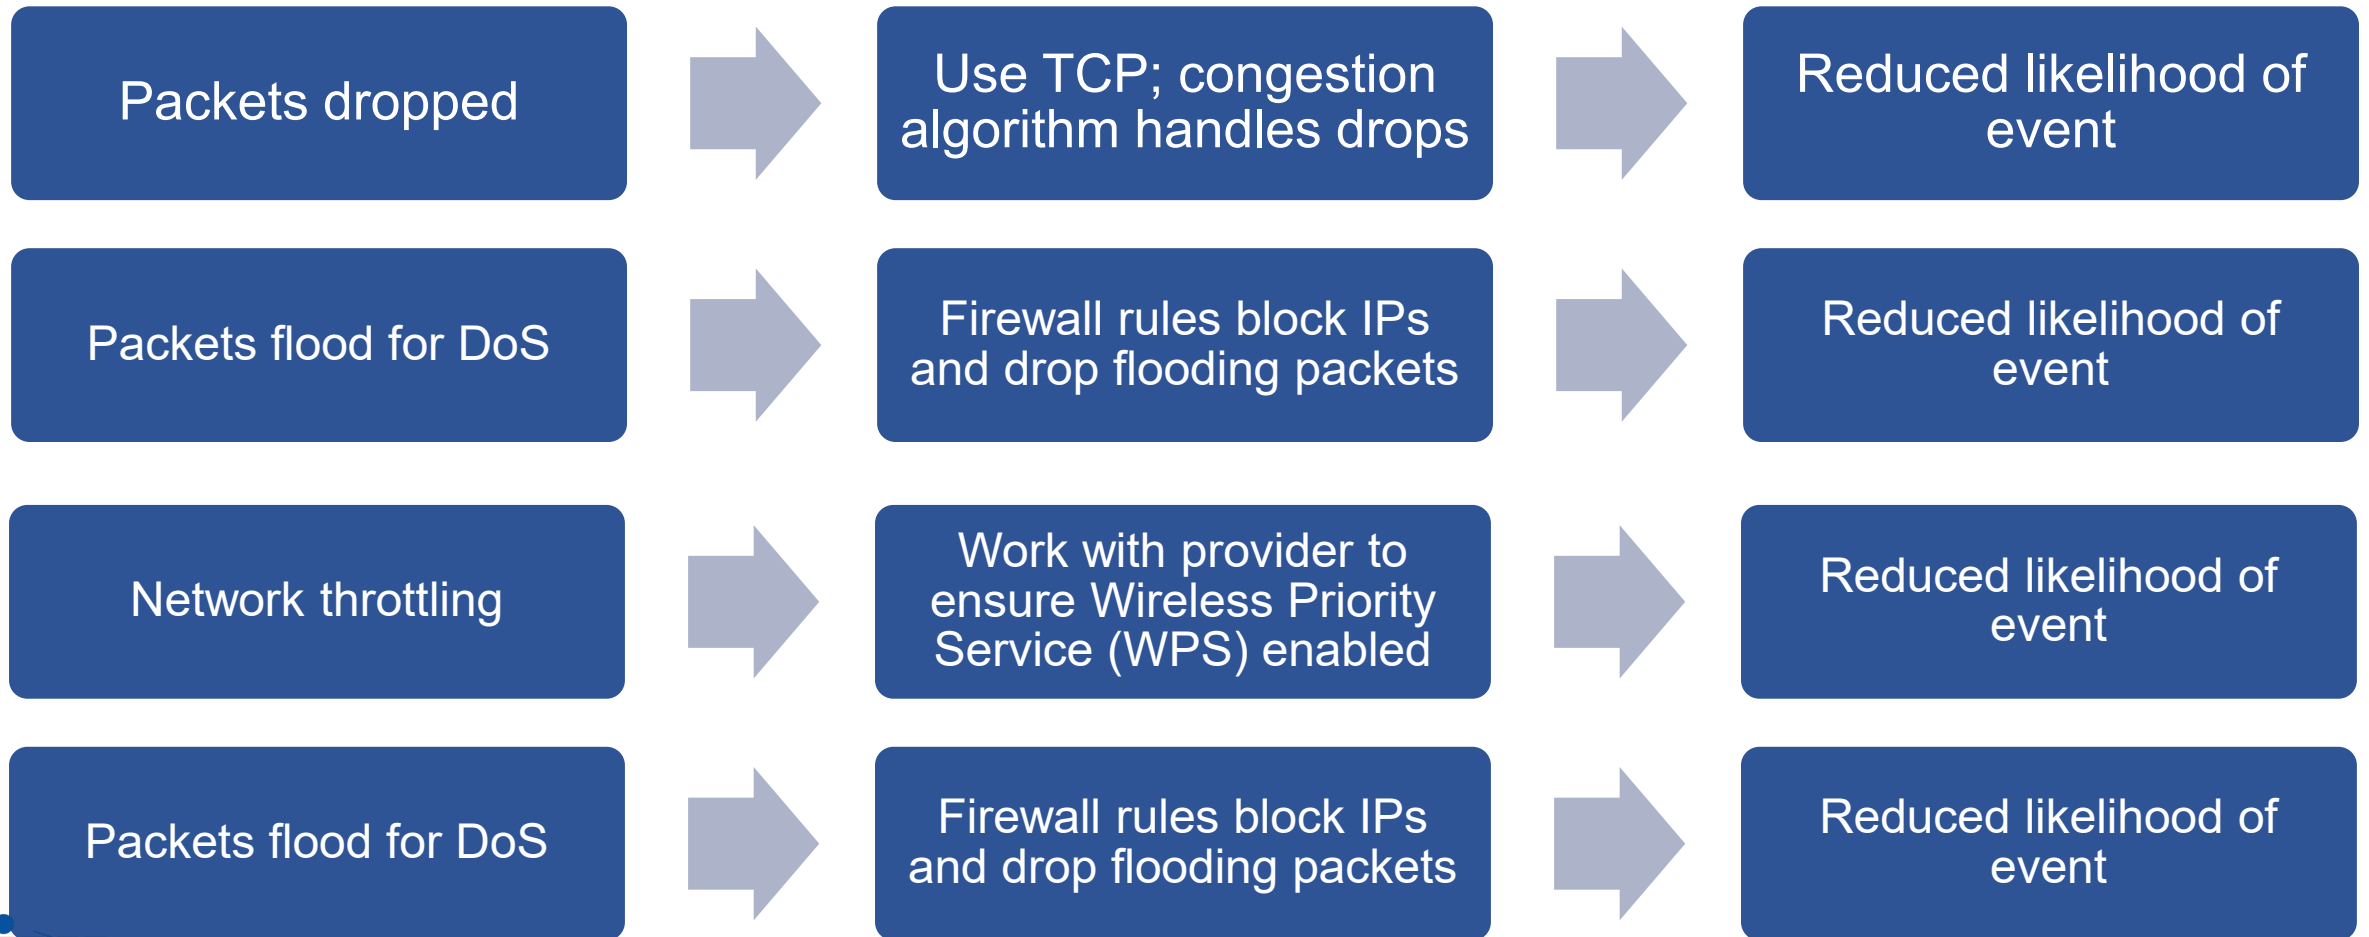 Packets dropped
Use TCP; congestion
algorithm handles drops
Reduced likelihood of
event
Packets flood for DoS
Firewall rules block IPs
and drop flooding packets
Reduced likelihood of
event
Network throttling
Work with provider to
ensure Wireless Priority
Service (WPS) enabled
Reduced likelihood of
event
Packets flood for DoS
Firewall rules block IPs
and drop flooding packets
Reduced likelihood of
event